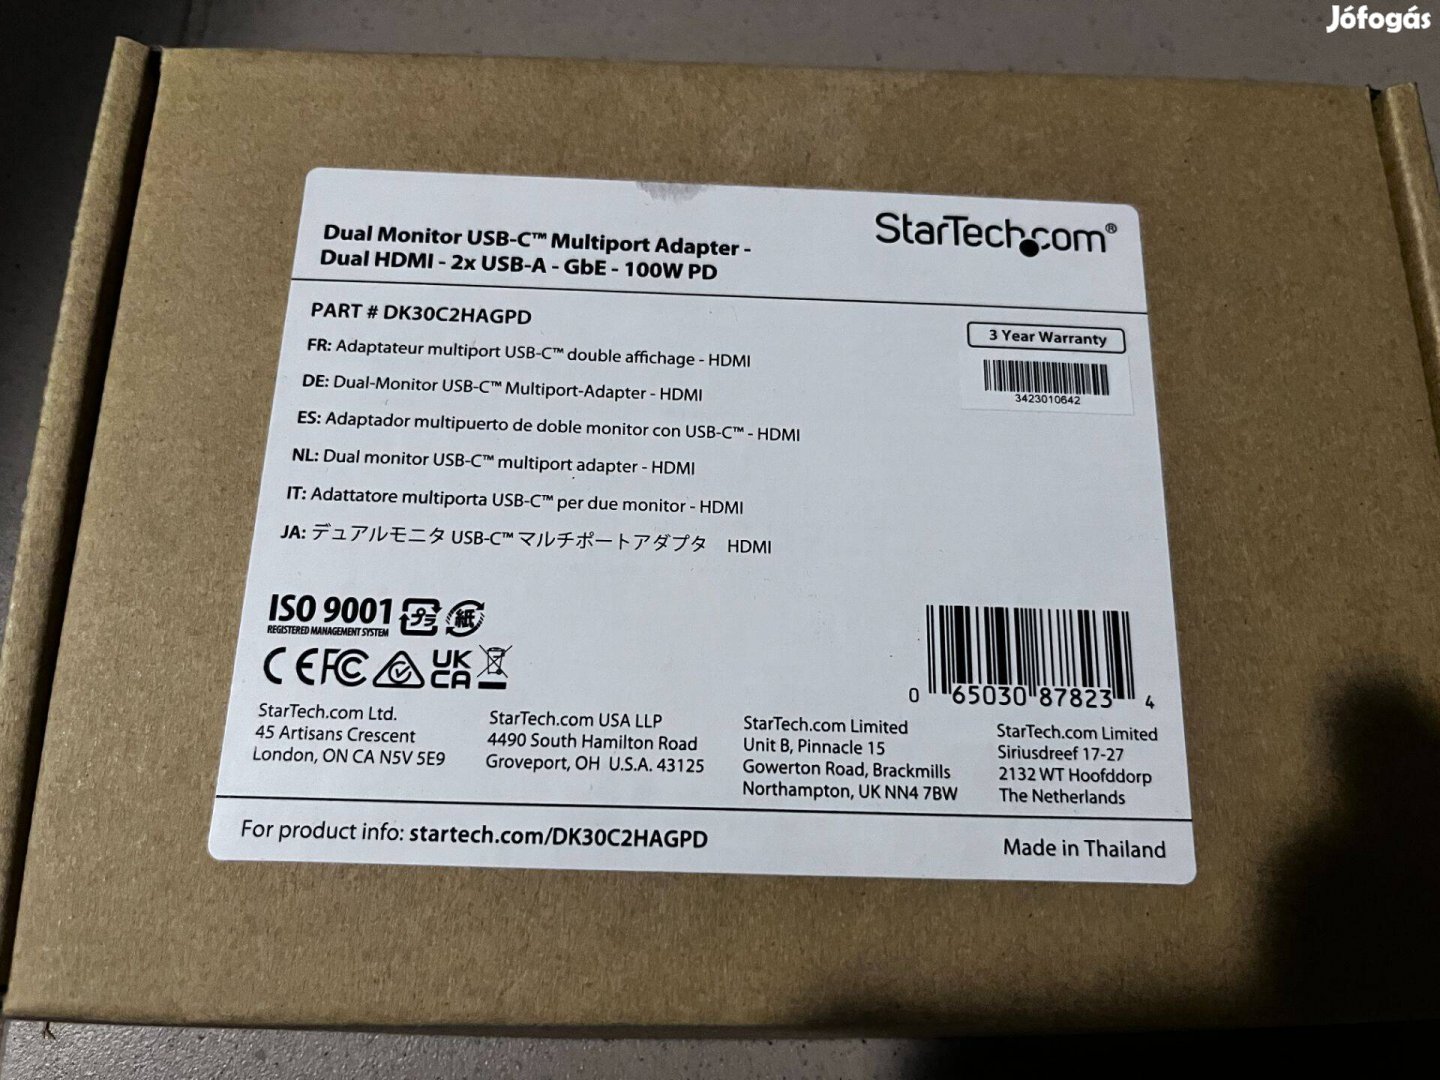 Jófogás
StarTech.com®
Dual Monitor USB-C™ Multiport Adapter -
Dual HDMI - 2x USB-A - GbE - 100W PD
PART # DK30C2HAGPD
3 Year Warranty
3423010642
FR: Adaptateur multiport USB-C™ double affichage - HDMI
DE: Dual-Monitor USB-C™ Multiport-Adapter - HDMI
ES: Adaptador multipuerto de doble monitor con USB-C™ - HDMI
NL: Dual monitor USB-C™ multiport adapter - HDMI
IT: Adattatore multiporta USB-C™ per due monitor - HDMI
JA: デュアルモニタ USB-C™ マルチポートアダプタ HDMI
ISO 9001 プラ 紙
REGISTERED MANAGEMENT SYSTEM
CE FC UK CA
0 65030 87823 4
StarTech.com Ltd.
45 Artisans Crescent
London, ON CA N5V 5E9
StarTech.com USA LLP
4490 South Hamilton Road
Groveport, OH U.S.A. 43125
StarTech.com Limited
Unit B, Pinnacle 15
Gowerton Road, Brackmills
Northampton, UK NN4 7BW
StarTech.com Limited
Siriusdreef 17-27
2132 WT Hoofddorp
The Netherlands
For product info: startech.com/DK30C2HAGPD
Made in Thailand